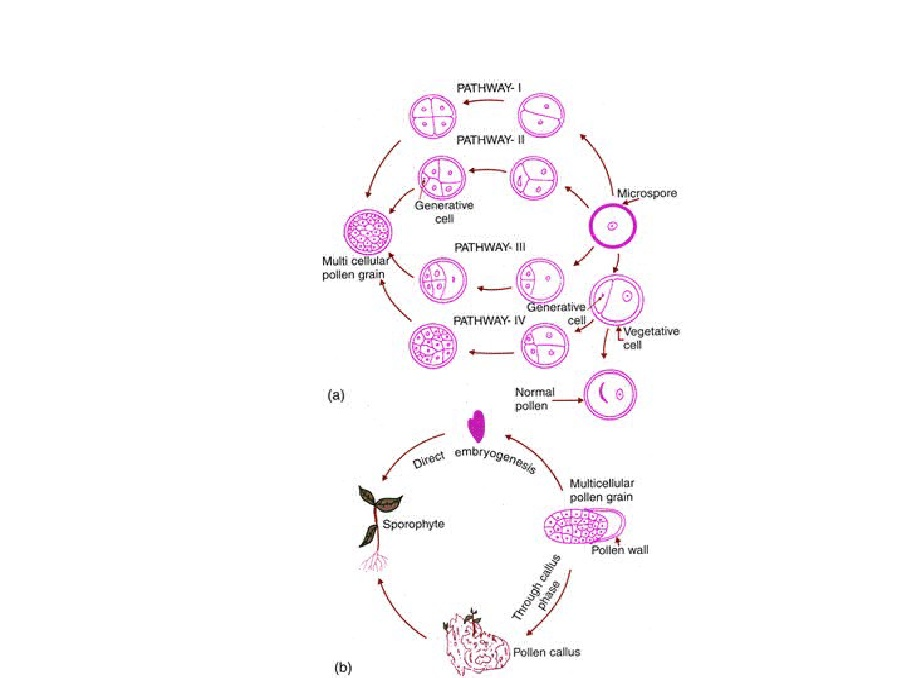 PATHWAY- I
PATHWAY- II
Microspore
Generative
cell
PATHWAY- III
Multi cellular
pollen grain
Generative
cell
PATHWAY- IV
Vegetative
cell
(a)
Normal
pollen
Direct embryogenesis
Multicellular
pollen grain
Sporophyte
Pollen wall
Through callus
phase
Pollen callus
(b)